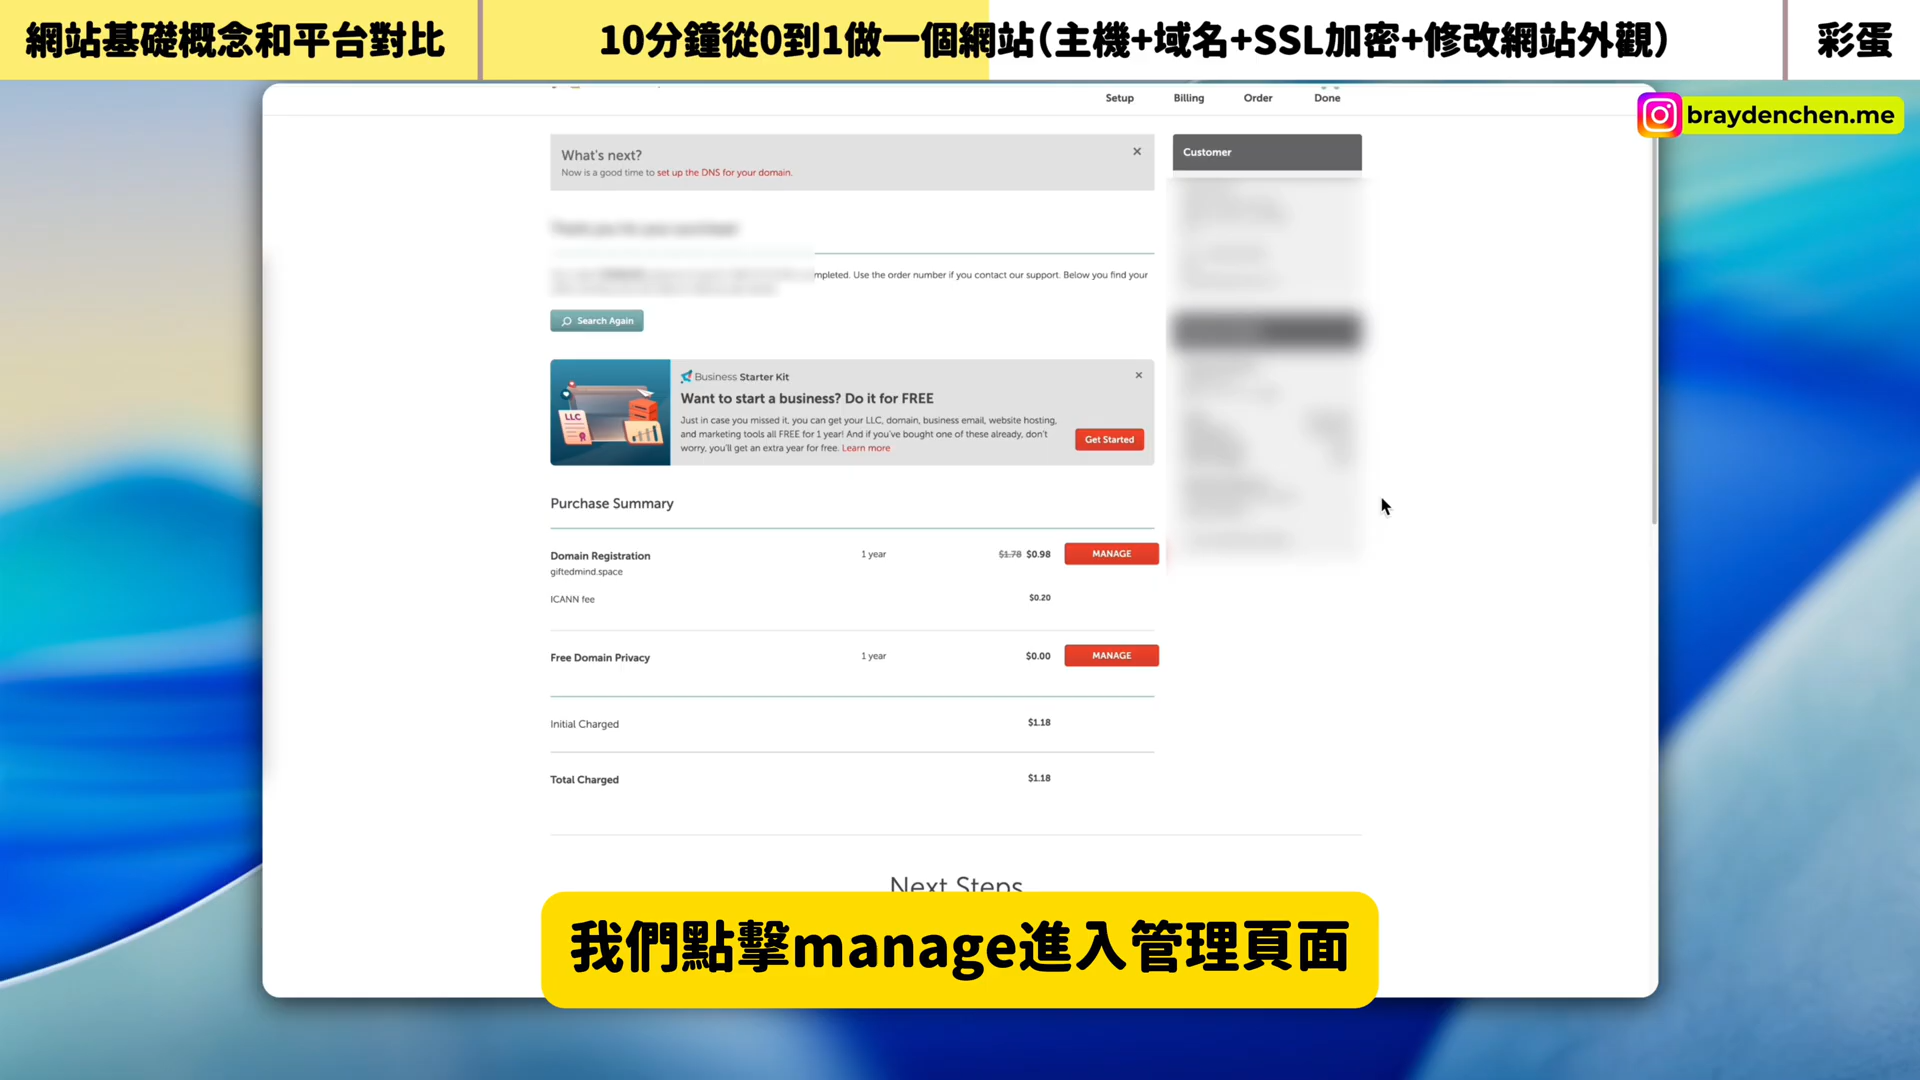 網站基礎概念和平台對比
10分鐘從0到1做一個網站(主機+域名+SSL加密+修改網站外觀)
彩蛋
braydenchen.me
Setup
Billing
Order
Done
What's next?
Now is a good time to set up the DNS for your domain.
Customer
mpleted. Use the order number if you contact our support. Below you find your
Search Again
Business Starter Kit
Want to start a business? Do it for FREE
Just in case you missed it, you can get your LLC, domain, business email, website hosting,
and marketing tools all FREE for 1 year! And if you've bought one of these already, don't
worry, you'll get an extra year for free. Learn more
Get Started
LLC
Purchase Summary
Domain Registration
1 year
$1.78 $0.98
MANAGE
giftedmind.space
ICANN fee
$0.20
Free Domain Privacy
1 year
$0.00
MANAGE
Initial Charged
$1.18
Total Charged
$1.18
Next Steps
我們點擊manage進入管理頁面